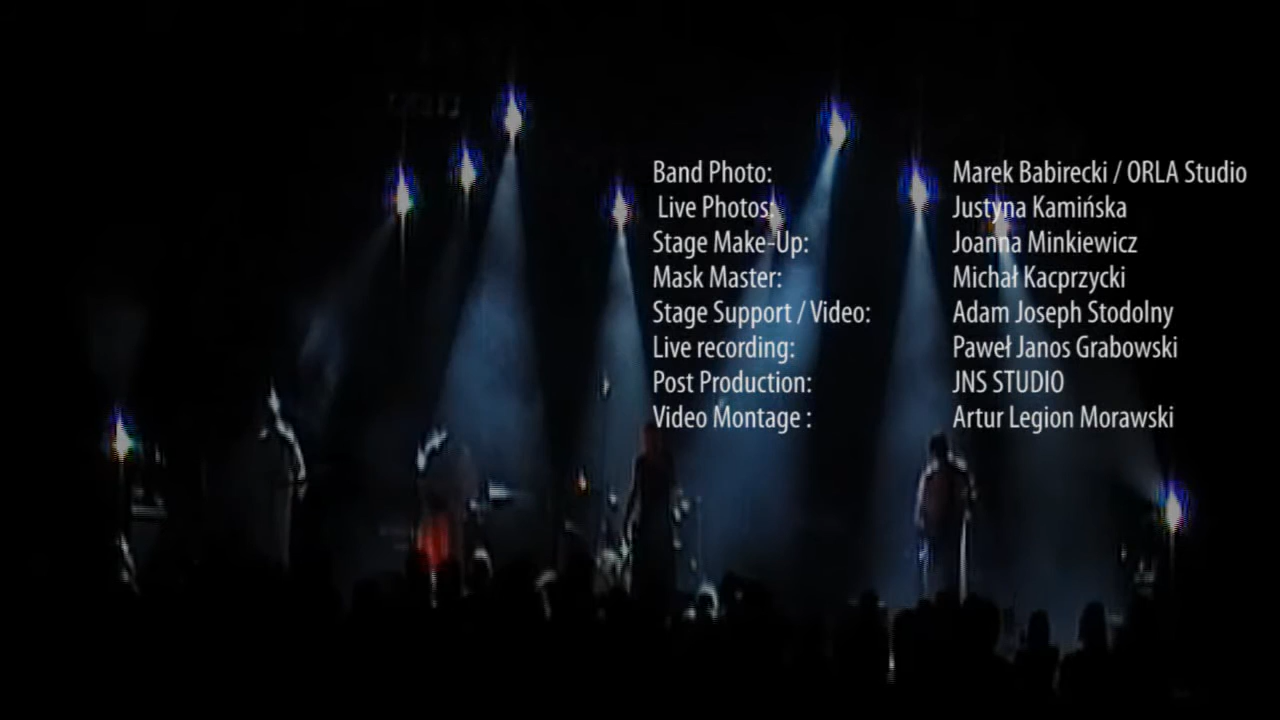 Band Photo: Marek Babirecki / ORLA Studio
Live Photos: Justyna Kamińska
Stage Make-Up: Joanna Minkiewicz
Mask Master: Michał Kacprzycki
Stage Support / Video: Adam Joseph Stodolny
Live recording: Paweł Janos Grabowski
Post Production: JNS STUDIO
Video Montage : Artur Legion Morawski